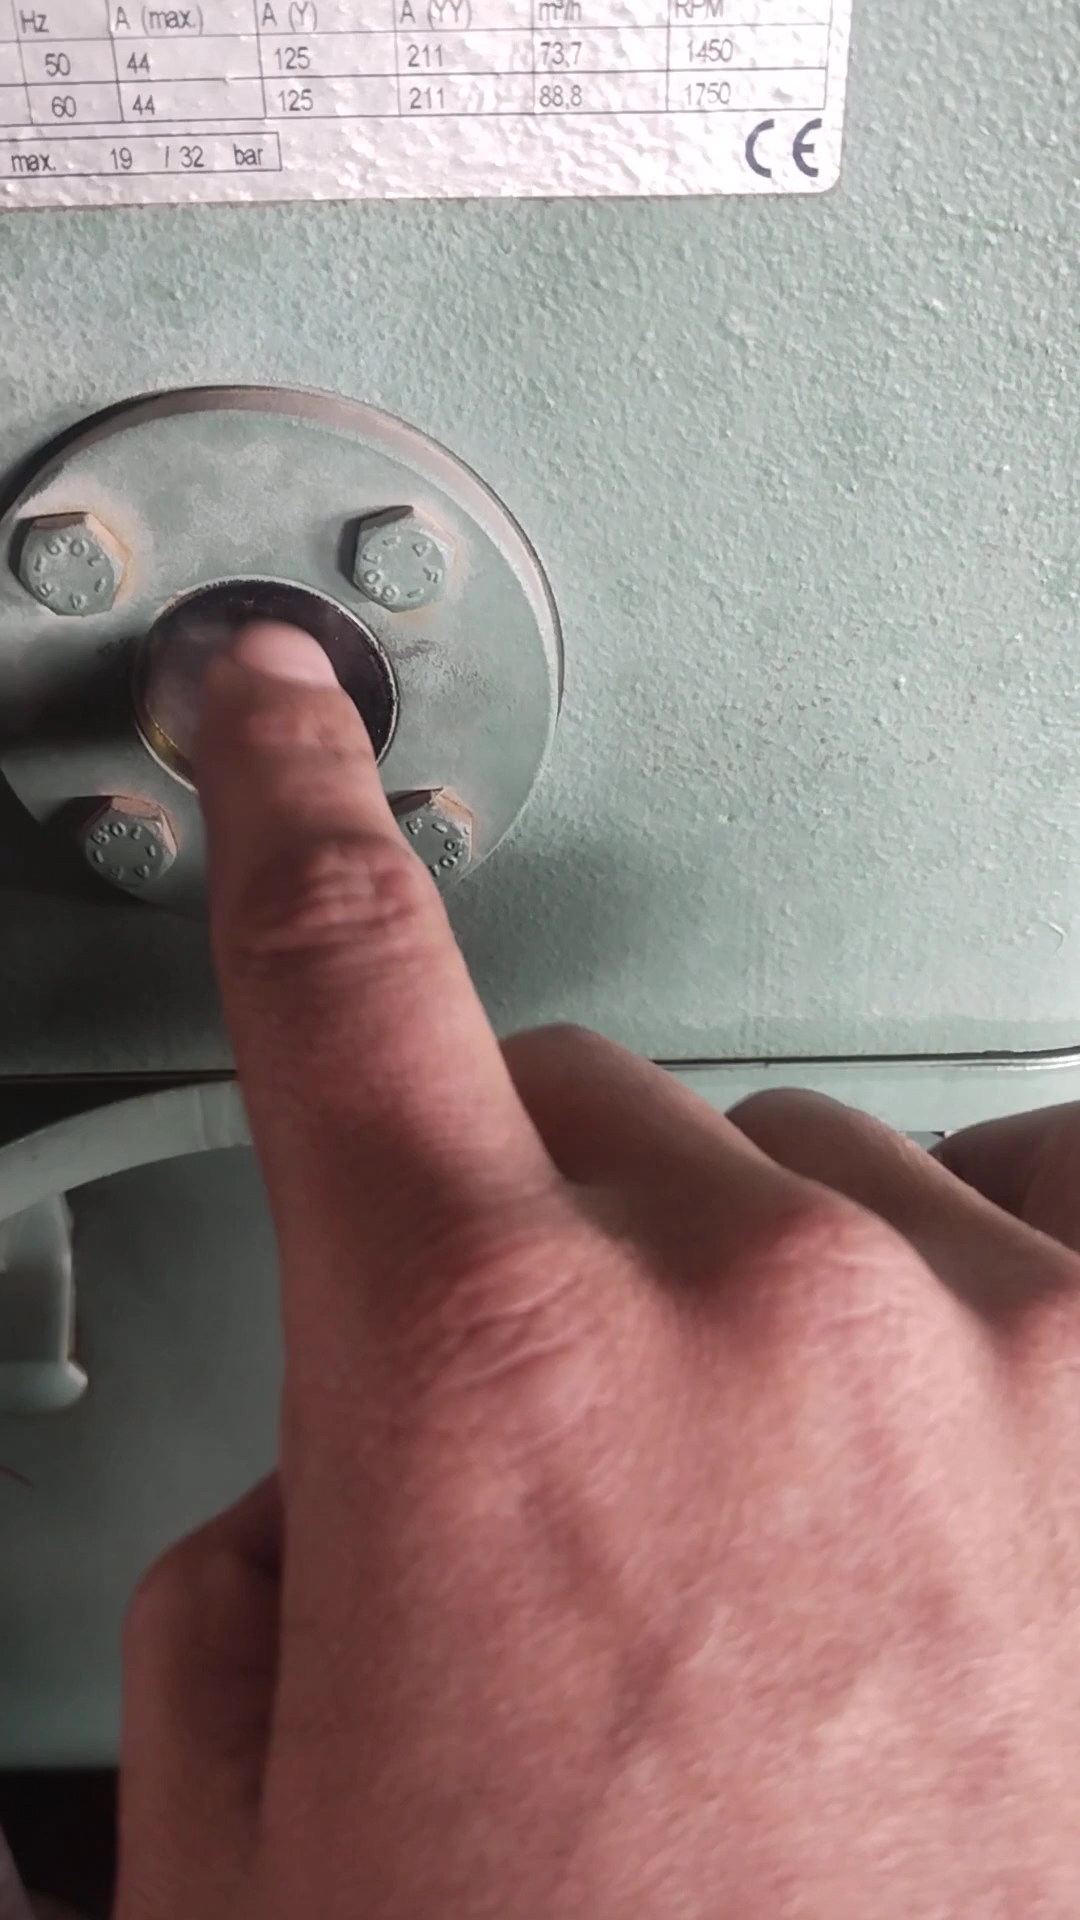 Hz A (max.) A (Y) A (YY) m³/h RPM
50 44 125 211 73,7 1450
60 44 125 211 88,8 1750
max. 19 / 32 bar
CE